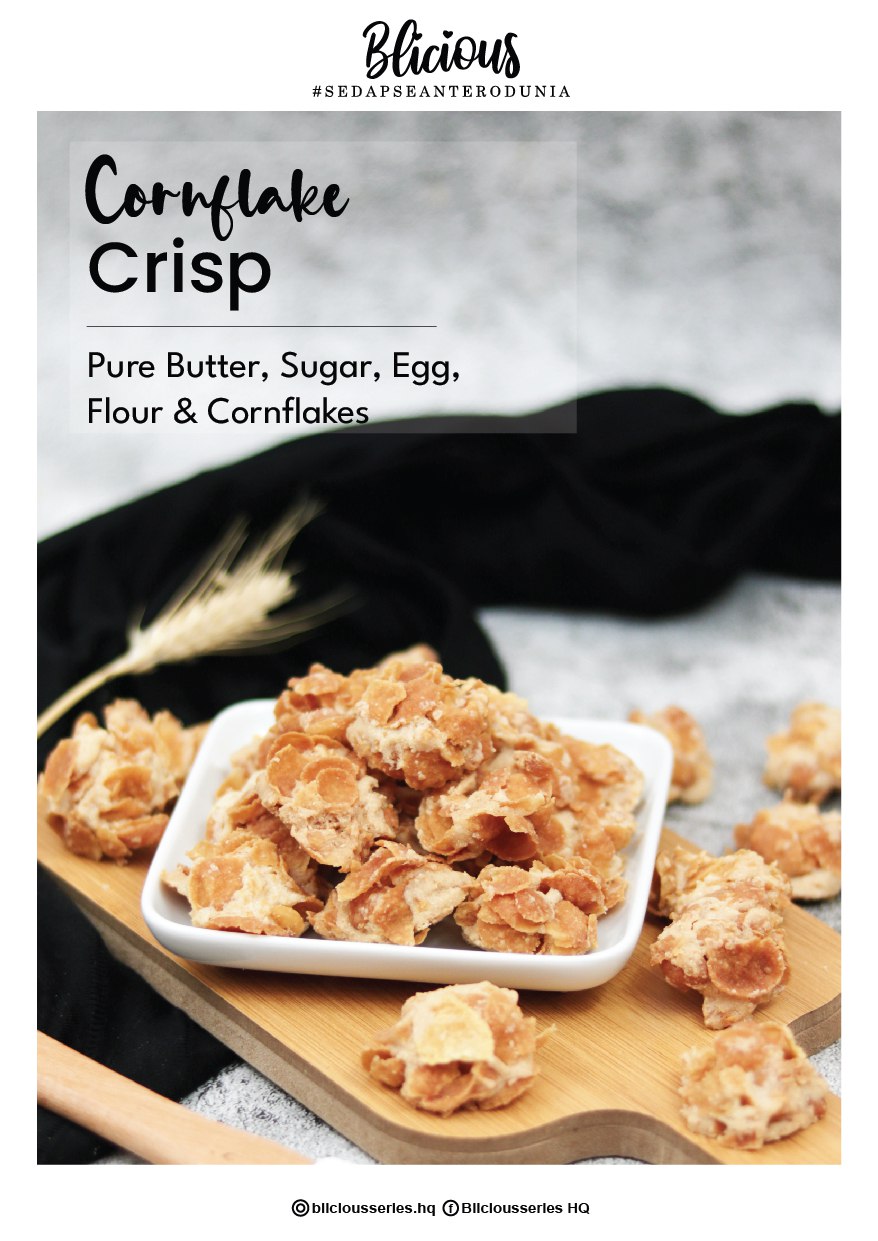 Blicious
#SEDAPSEANTERODUNIA
Cornflake
Crisp
Pure Butter, Sugar, Egg,
Flour & Cornflakes
bliciousseries.hq Bliciousseries HQ